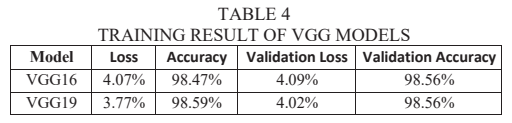 TABLE 4
TRAINING RESULT OF VGG MODELS
Model Loss Accuracy Validation Loss Validation Accuracy
VGG16 4.07% 98.47% 4.09% 98.56%
VGG19 3.77% 98.59% 4.02% 98.56%